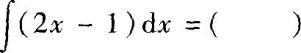 ∫(2x - 1)dx = (    )